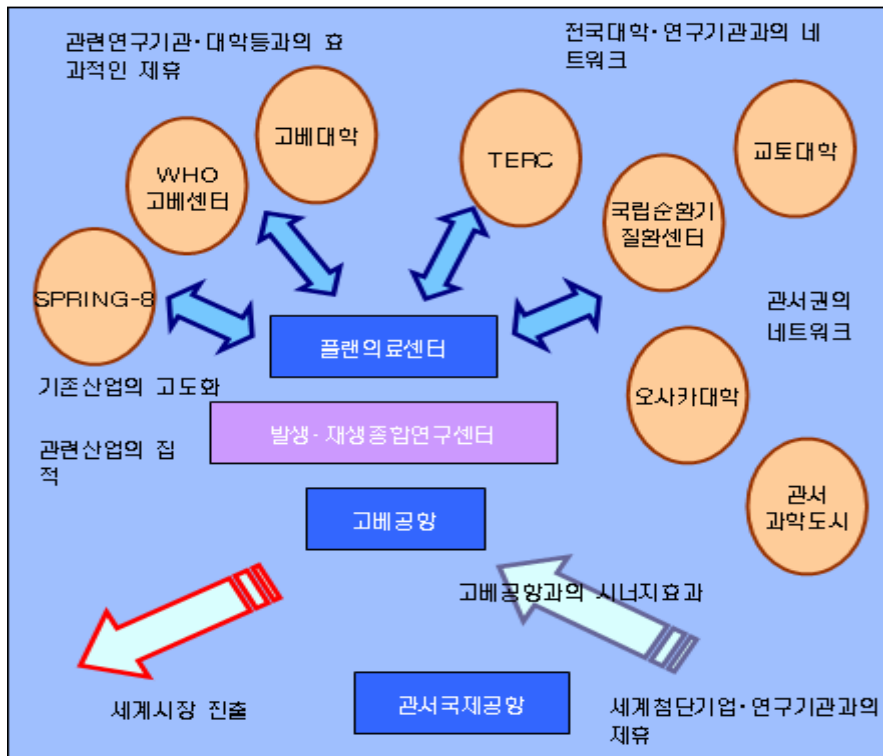 관련연구기관·대학등과의 효
과적인 제휴
전국대학·연구기관과의 네
트워크
고베대학
TERC
교토대학
WHO
고베센터
국립순환기
질환센터
SPRING-8
관서권의
네트워크
플랜의료센터
기존산업의 고도화
오사카대학
발생·재생종합연구센터
관련산업의 집
적
관서
과학도시
고베공항
고베공항과의 시너지효과
세계시장 진출
관서국제공항
세계첨단기업·연구기관과의
제휴